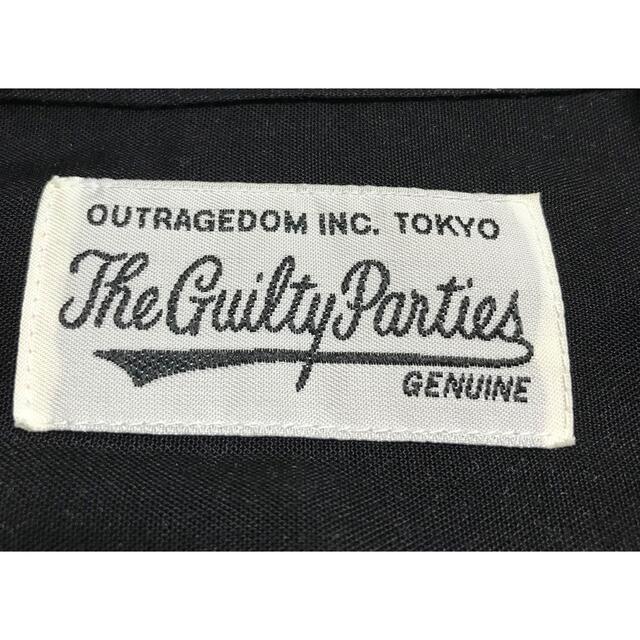 OUTRAGEDOM INC. TOKYO
The Guilty Parties
GENUINE